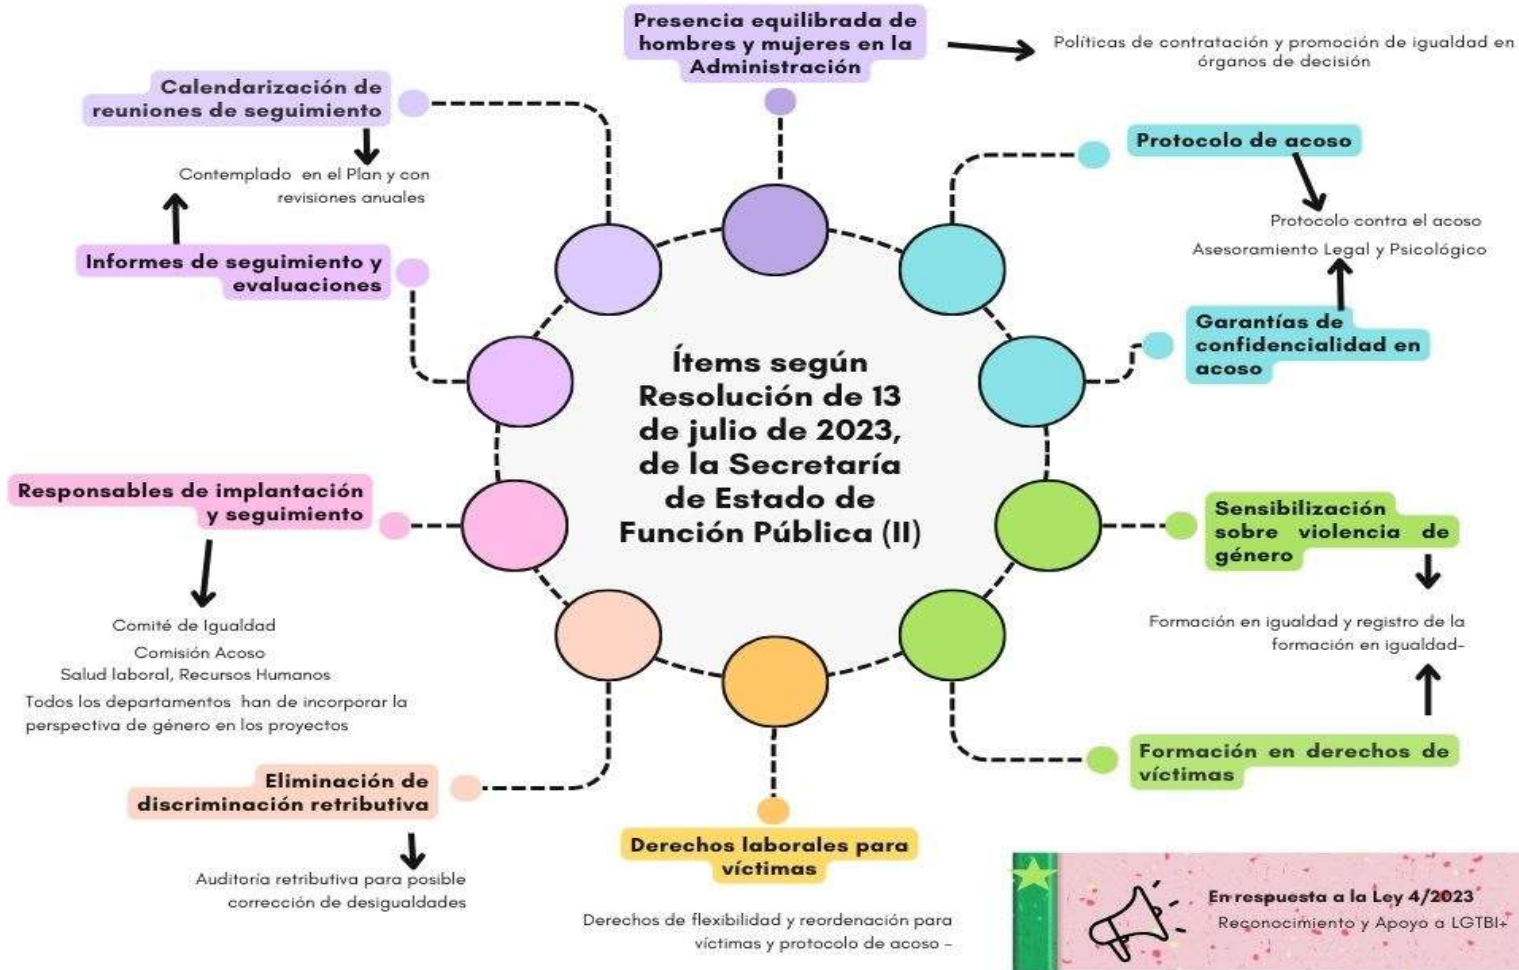 Presencia equilibrada de
hombres y mujeres en la
Administración
Políticas de contratación y promoción de igualdad en
órganos de decisión
Calendarización de
reuniones de seguimiento
Contemplado en el Plan y con
revisiones anuales
Informes de seguimiento y
evaluaciones
Protocolo de acoso
Protocolo contra el acoso
Asesoramiento Legal y Psicológico
Garantías de
confidencialidad en
acoso
Ítems según
Resolución de 13
de julio de 2023,
de la Secretaría
de Estado de
Función Pública (II)
Responsables de implantación
y seguimiento
Comité de Igualdad
Comisión Acoso
Salud laboral, Recursos Humanos
Todos los departamentos han de incorporar la
perspectiva de género en los proyectos
Sensibilización
sobre violencia de
género
Formación en igualdad y registro de la
formación en igualdad-
Formación en derechos de
víctimas
Eliminación de
discriminación retributiva
Auditoría retributiva para posible
corrección de desigualdades
Derechos laborales para
víctimas
Derechos de flexibilidad y reordenación para
víctimas y protocolo de acoso -
En respuesta a la Ley 4/2023
Reconocimiento y Apoyo a LGTBI+